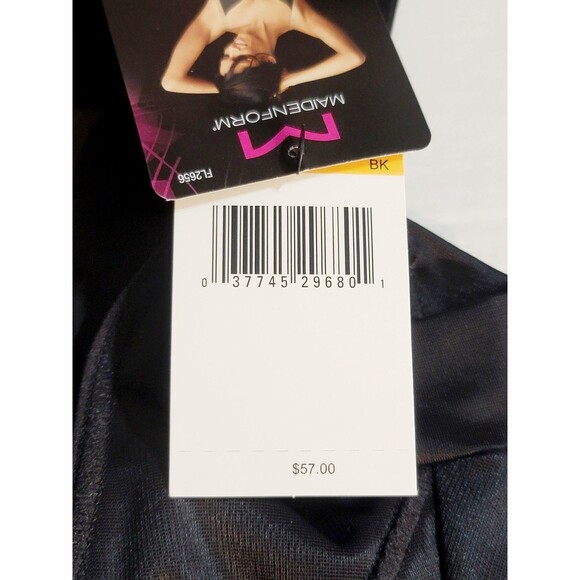 MAIDENFORM®
FL2656
BK
0 37745 29680 1
$57.00